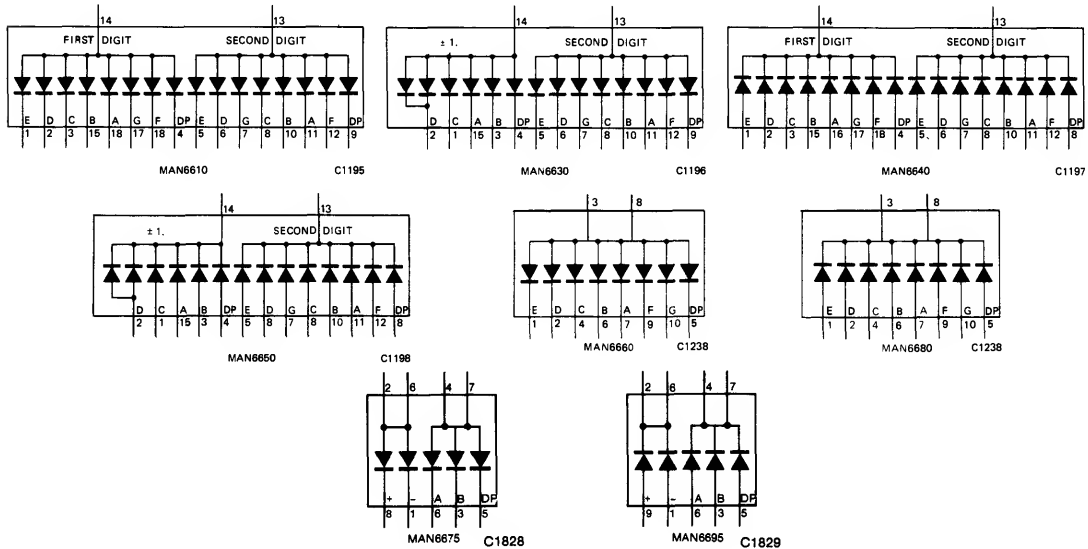 14 13
FIRST DIGIT SECOND DIGIT
E D C B A G F DP E D G C B A F DP
1 2 3 15 18 17 18 4 5 6 7 8 10 11 12 9
MAN6610 C1195
14 13
± 1. SECOND DIGIT
D C A B DP E D G C B A F DP
2 1 15 3 4 5 6 7 8 10 11 12 9
MAN6630 C1196
14 13
FIRST DIGIT SECOND DIGIT
E D C B A G F DP E D G C B A F DP
1 2 3 15 16 17 18 4 5 6 7 8 10 11 12 8
MAN6640 C1197
14 13
± 1. SECOND DIGIT
D C A B DP E D G C B A F DP
2 1 15 3 4 5 8 7 8 10 11 12 8
MAN6650 C1198
3 8
E D C B A F G DP
1 2 4 6 7 9 10 5
MAN6660 C1238
3 8
E D C B A F G DP
1 2 4 6 7 9 10 5
MAN6680 C1238
2 6 4 7
+ - A B DP
8 1 6 3 5
MAN6675 C1828
2 6 4 7
+ - A B DP
9 1 6 3 5
MAN6695 C1829